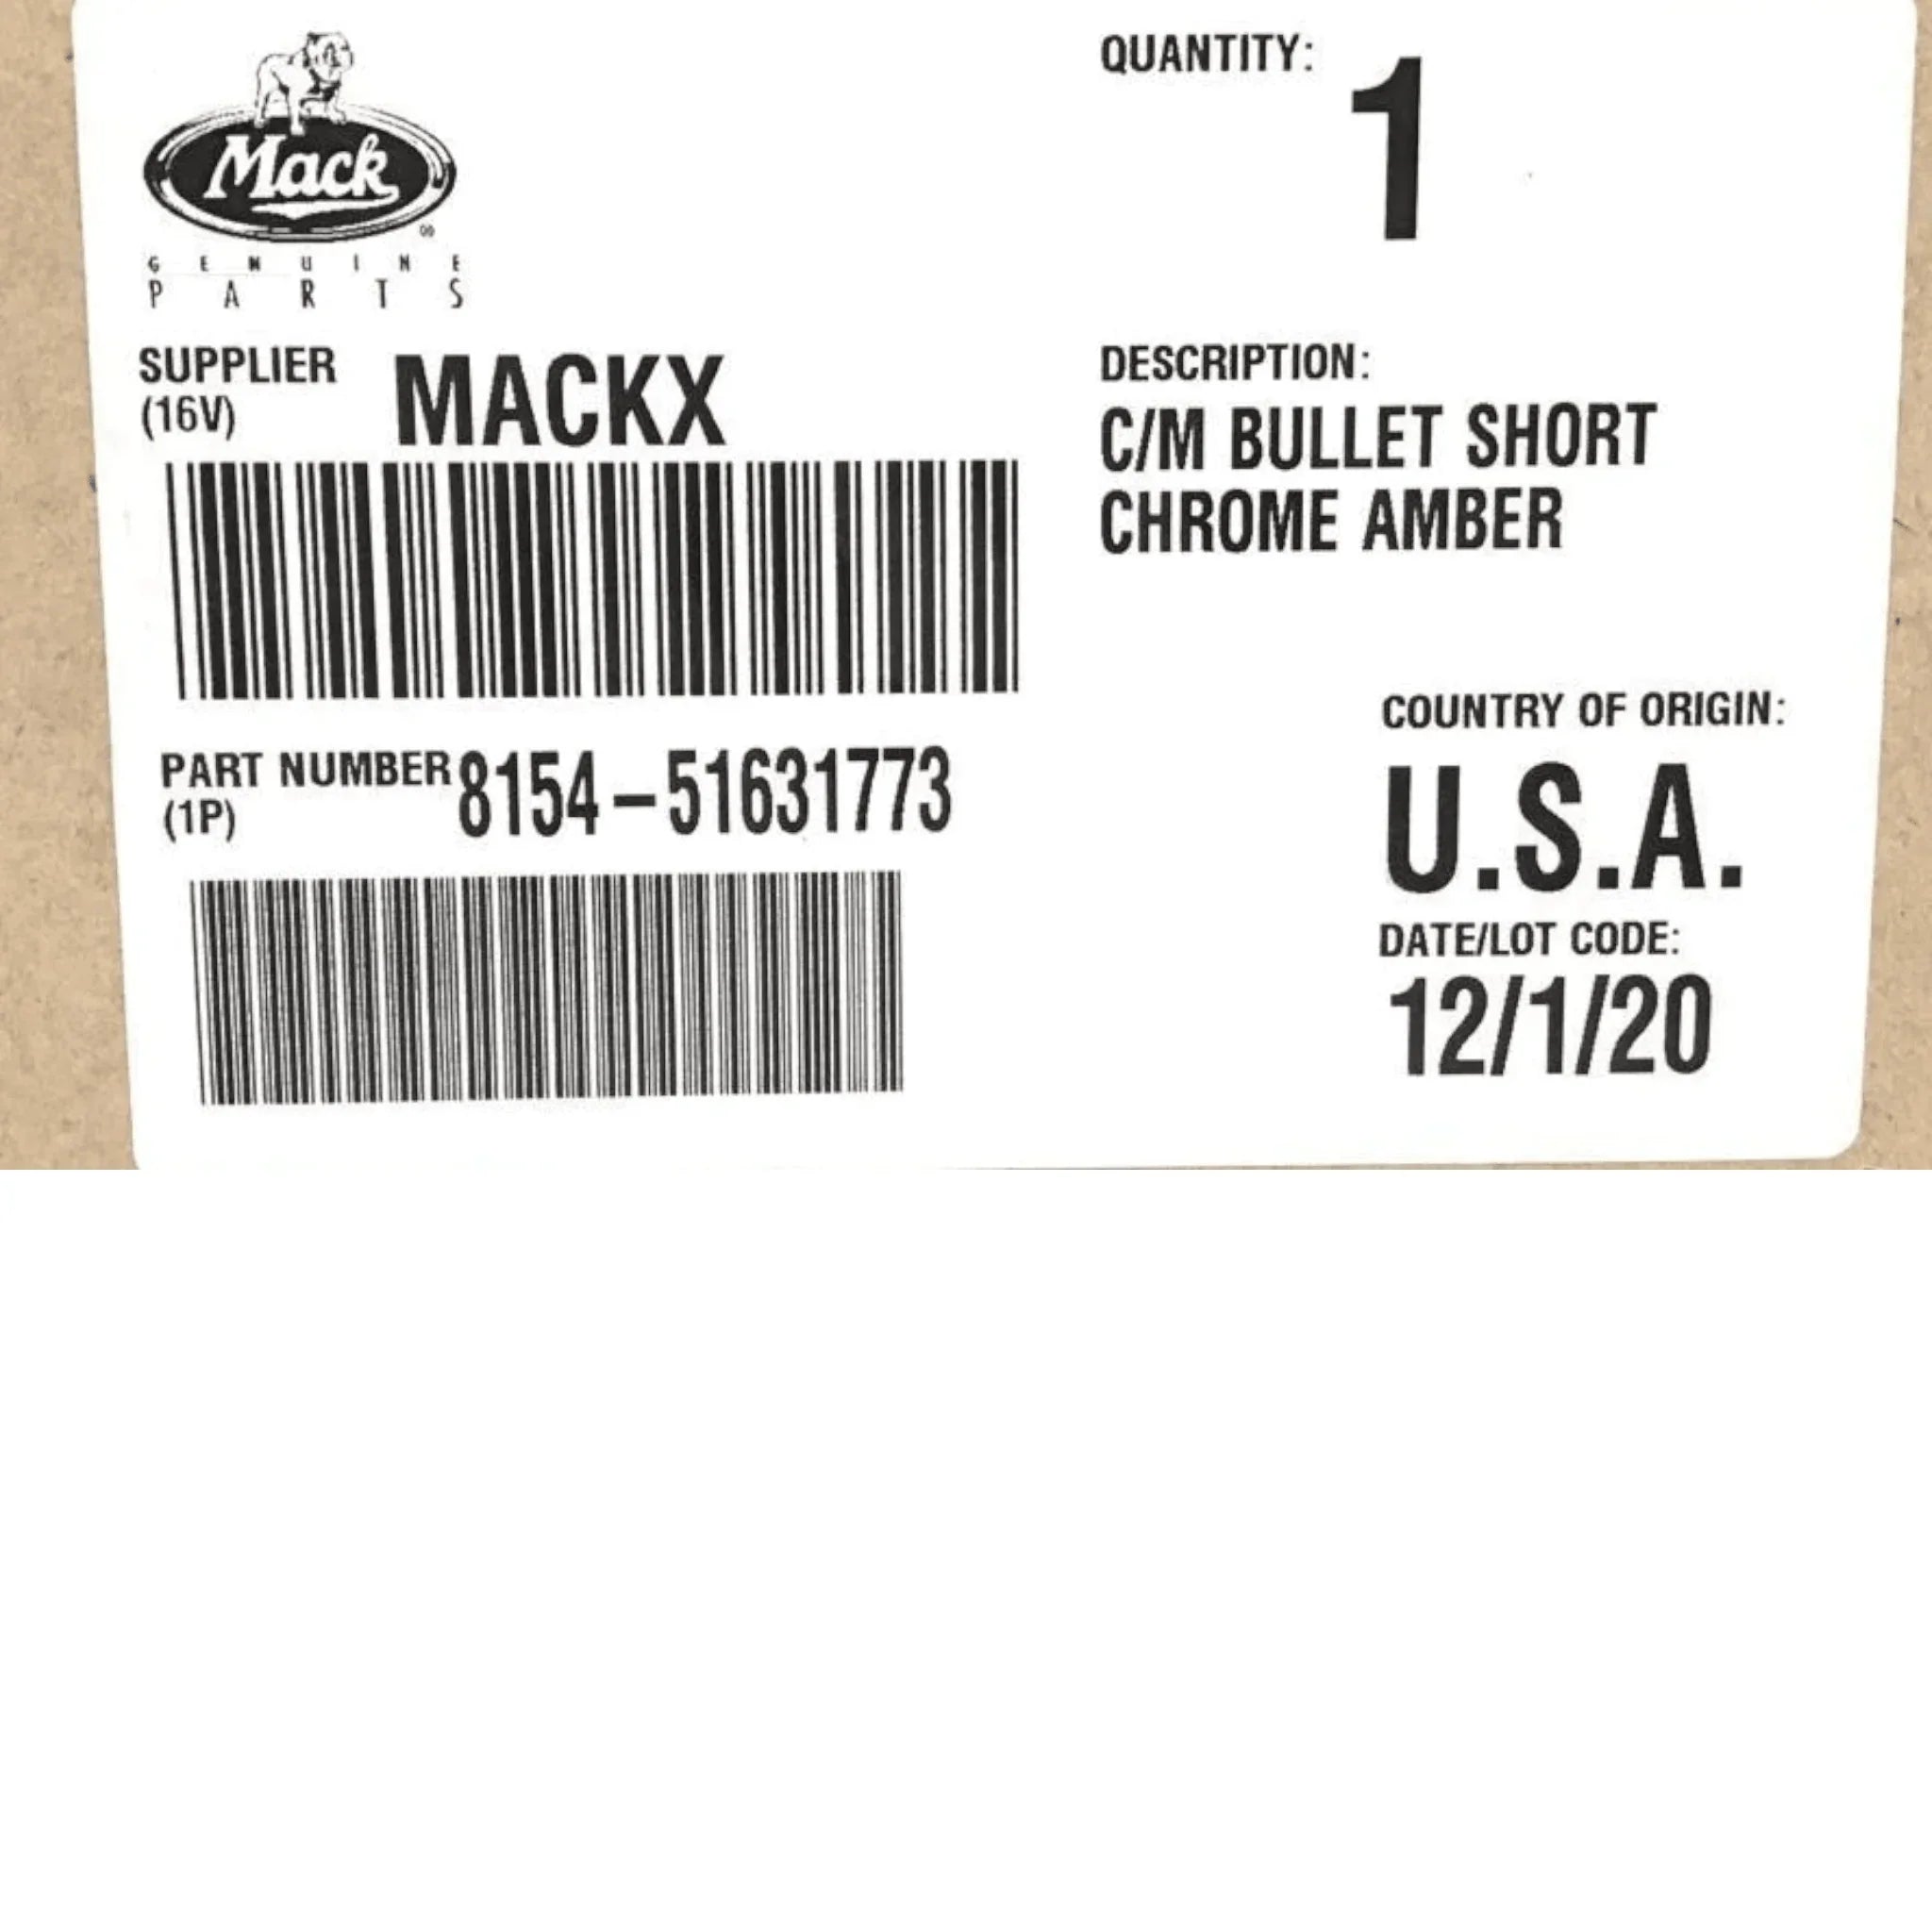 Mack
GENUINE
PARTS
SUPPLIER
(16V)
MACKX
PART NUMBER 8154-51631773
(1P)
QUANTITY:
1
DESCRIPTION:
C/M BULLET SHORT
CHROME AMBER
COUNTRY OF ORIGIN:
U.S.A.
DATE/LOT CODE:
12/1/20